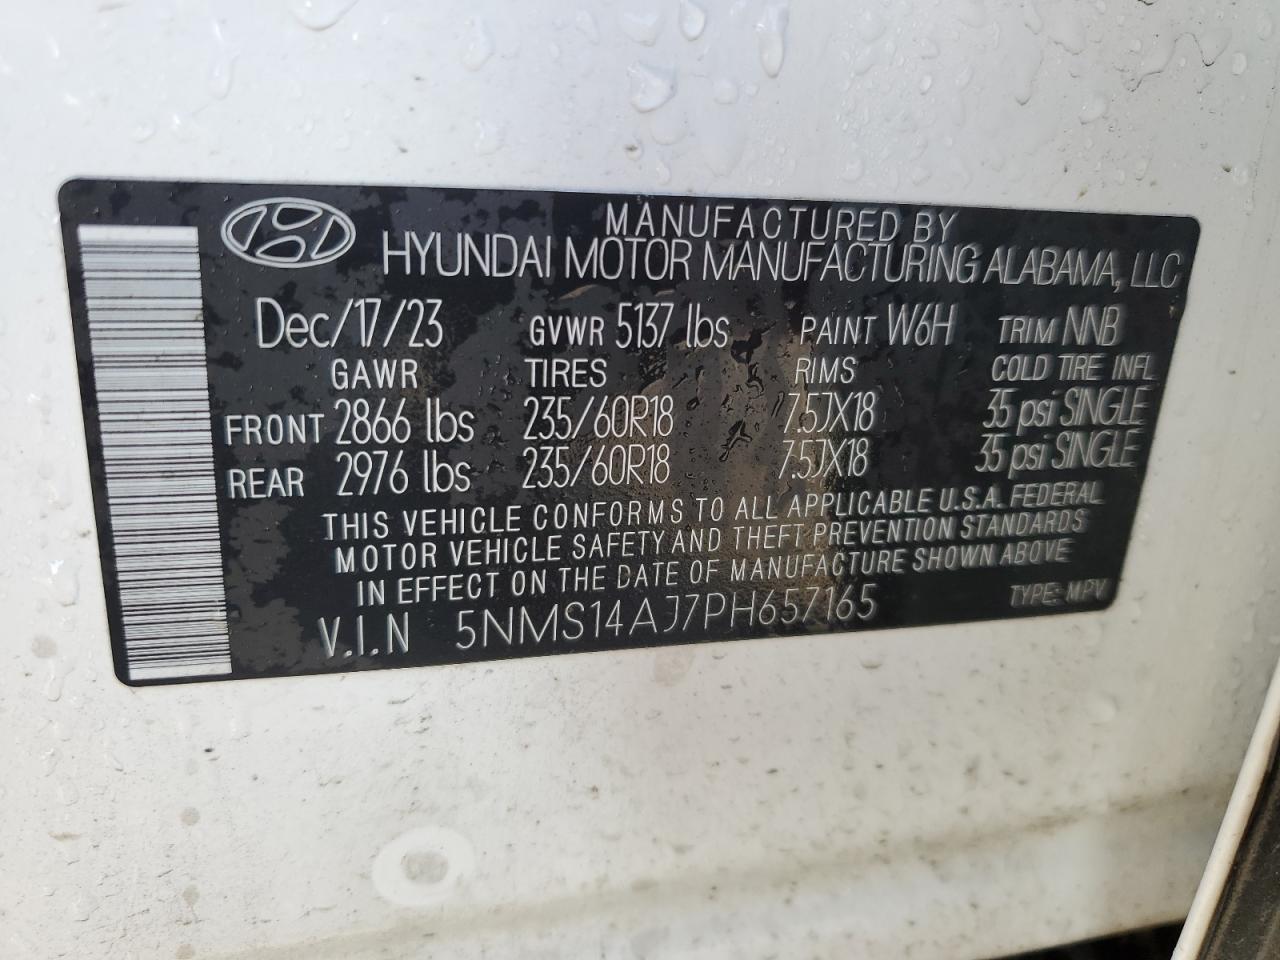 MANUFACTURED BY
HYUNDAI MOTOR MANUFACTURING ALABAMA, LLC
Dec/17/23 GVWR 5137 lbs PAINT W6H TRIM NNB
GAWR TIRES RIMS COLD TIRE INFL
FRONT 2866 lbs 235/60R18 7.5JX18 35 psi SINGLE
REAR 2976 lbs 235/60R18 7.5JX18 35 psi SINGLE
THIS VEHICLE CONFORMS TO ALL APPLICABLE U.S.A. FEDERAL
MOTOR VEHICLE SAFETY AND THEFT PREVENTION STANDARDS
IN EFFECT ON THE DATE OF MANUFACTURE SHOWN ABOVE
V.I.N 5NMS14AJ7PH657165 TYPE: MPV